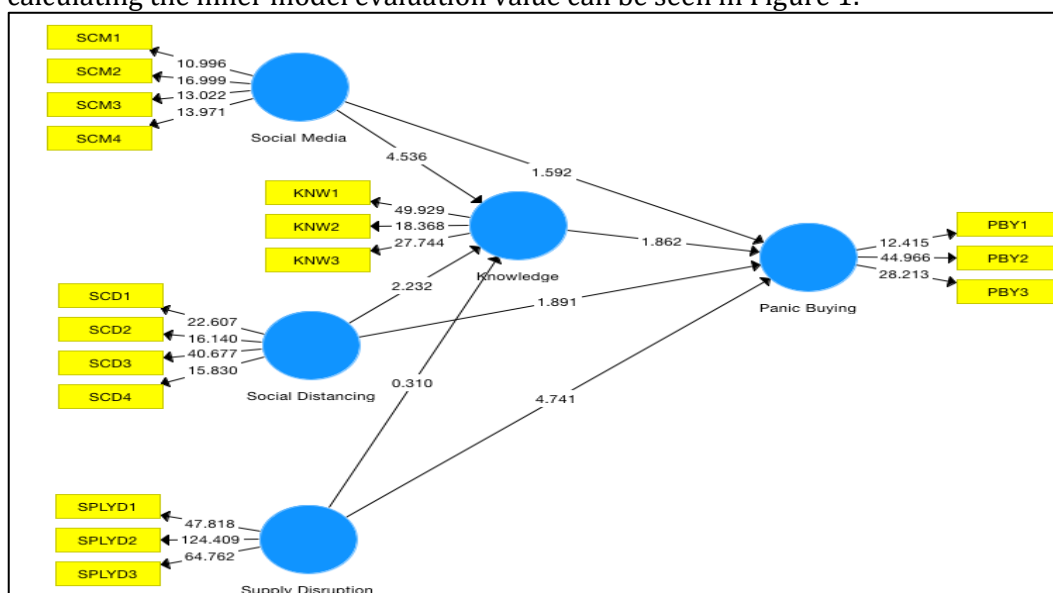 calculating the inner model evaluation value can be seen in Figure 1.
SCM1
SCM2
SCM3
SCM4
10.996
16.999
13.022
13.971
Social Media
4.536
1.592
KNW1
KNW2
KNW3
49.929
18.368
27.744
Knowledge
1.862
PBY1
PBY2
PBY3
12.415
44.966
28.213
Panic Buying
2.232
1.891
SCD1
SCD2
SCD3
SCD4
22.607
16.140
40.677
15.830
Social Distancing
0.310
4.741
SPLYD1
SPLYD2
SPLYD3
47.818
124.409
64.762
Supply Disruption